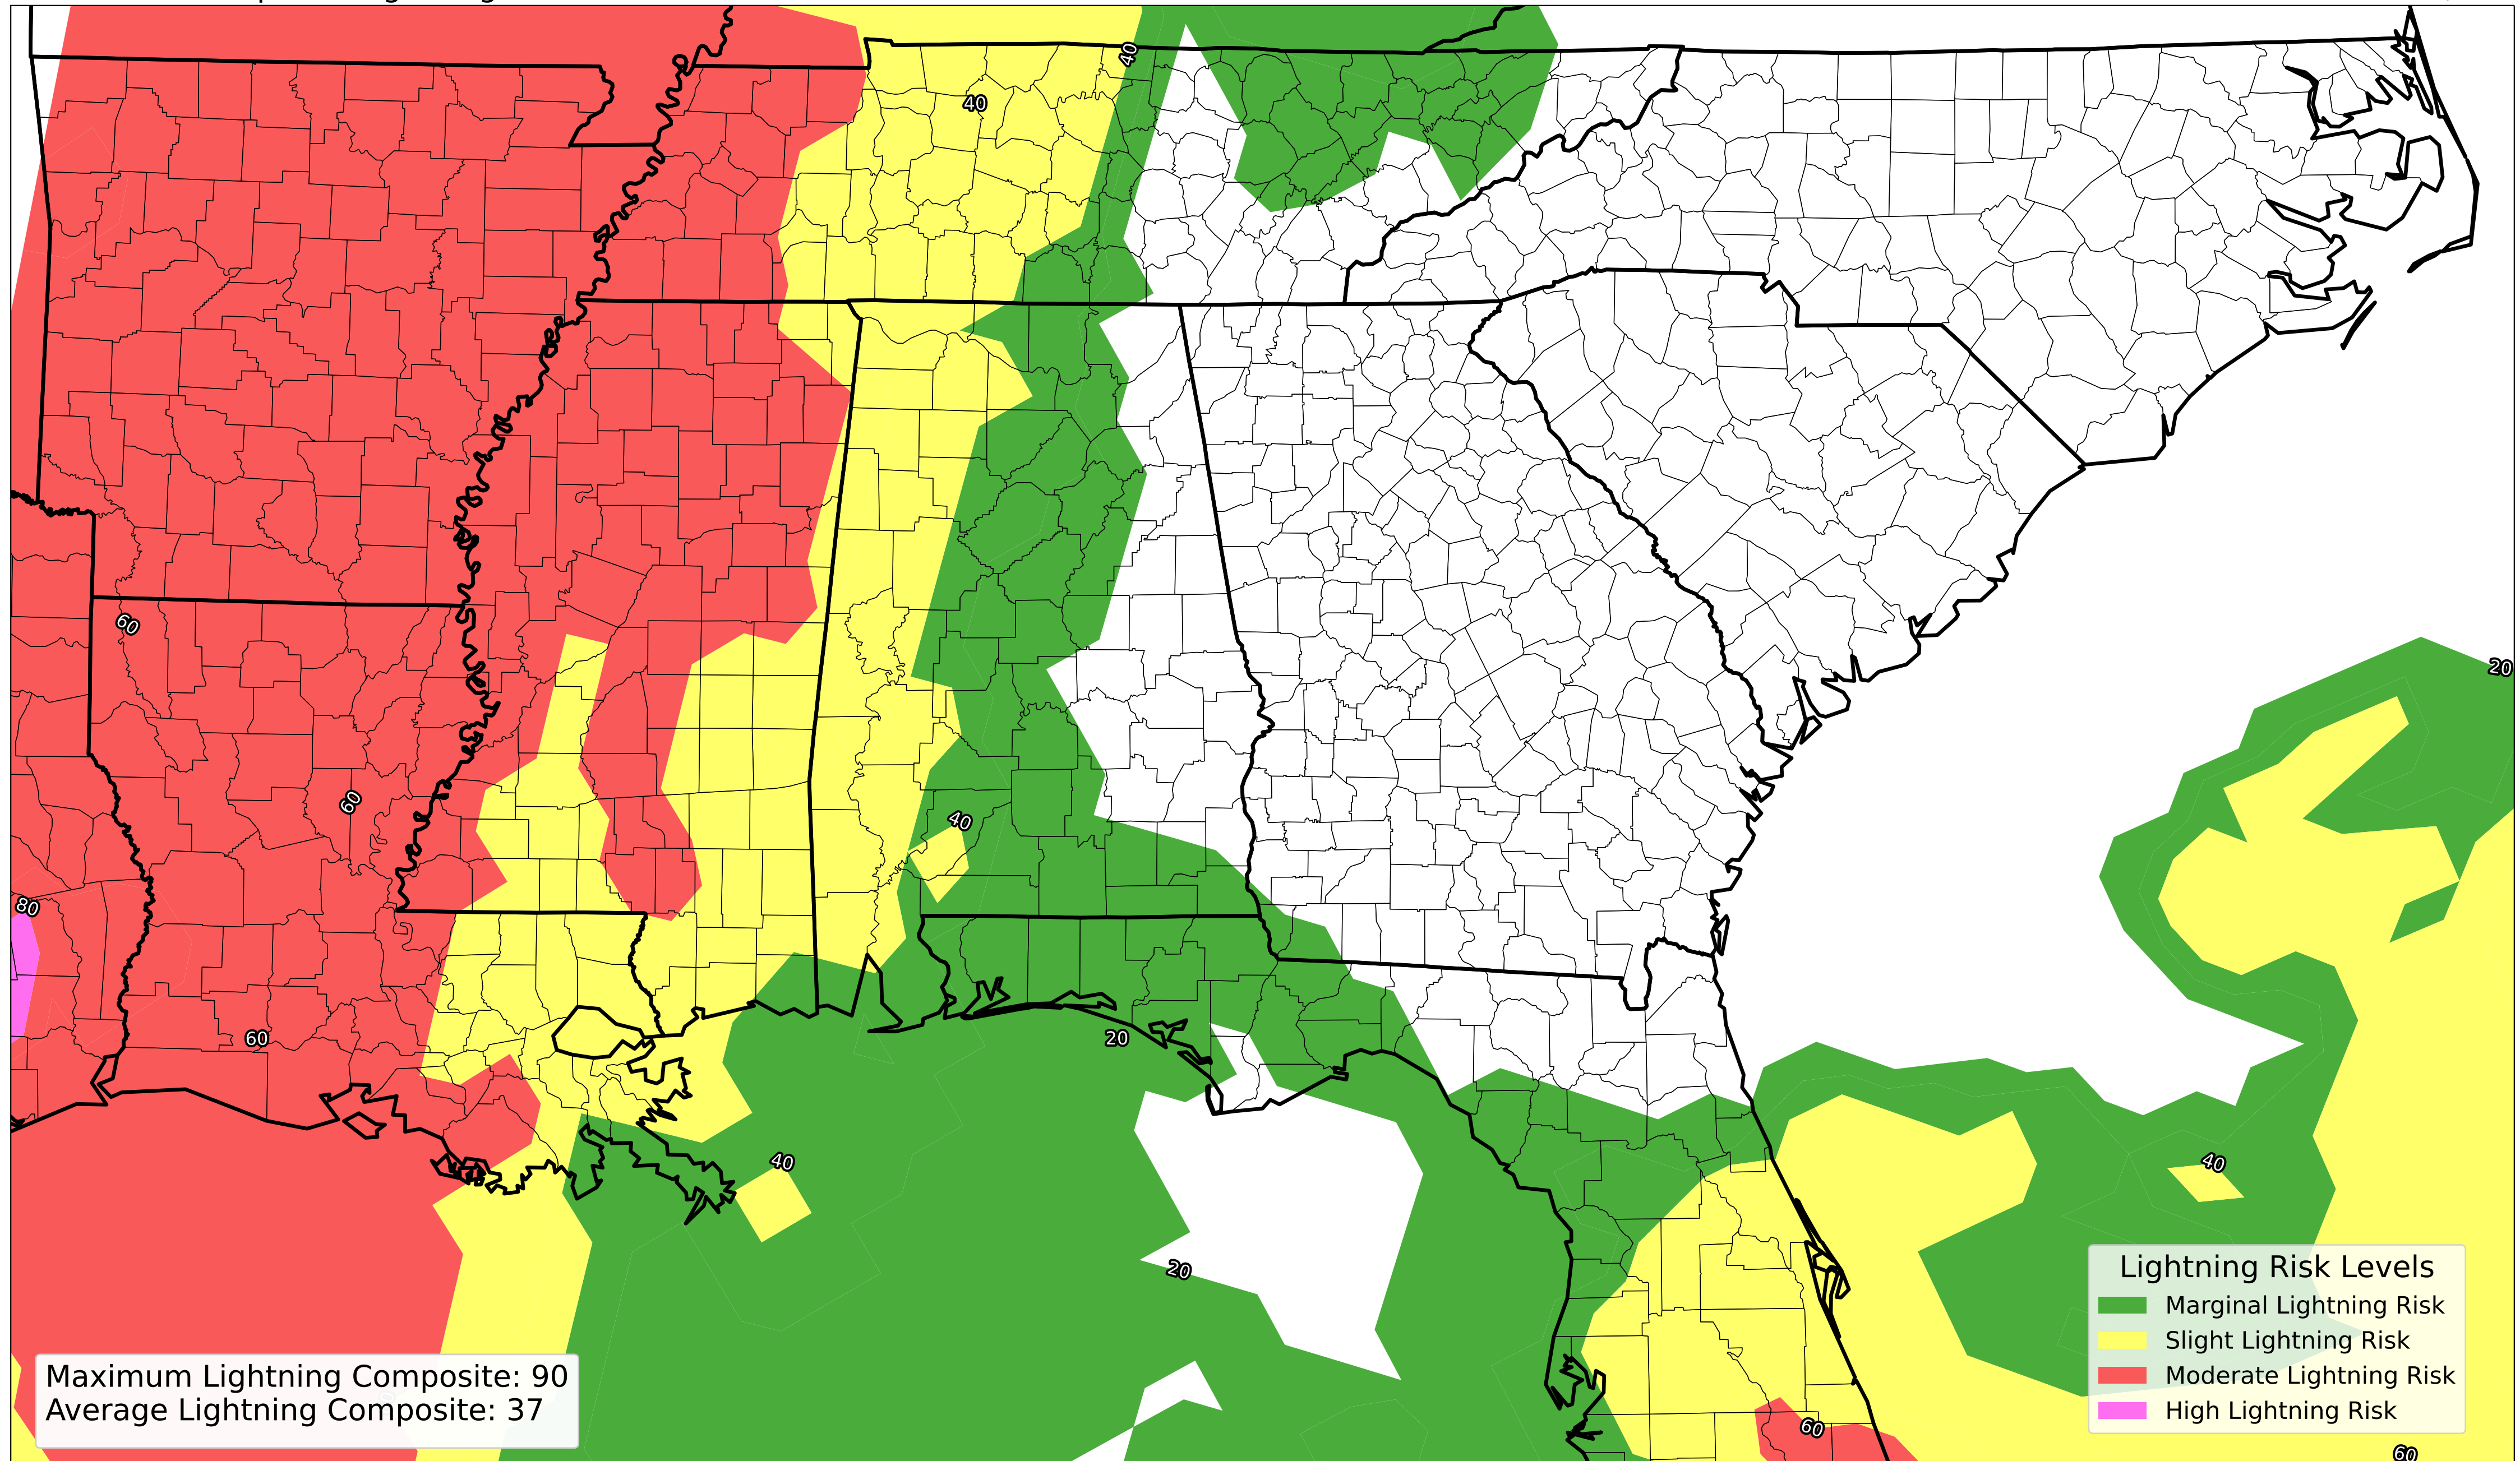 40
40
60
60
80
60
40
20
40
20
20
40
60
60
Lightning Risk Levels
Marginal Lightning Risk
Slight Lightning Risk
Moderate Lightning Risk
High Lightning Risk
Maximum Lightning Composite: 90
Average Lightning Composite: 37